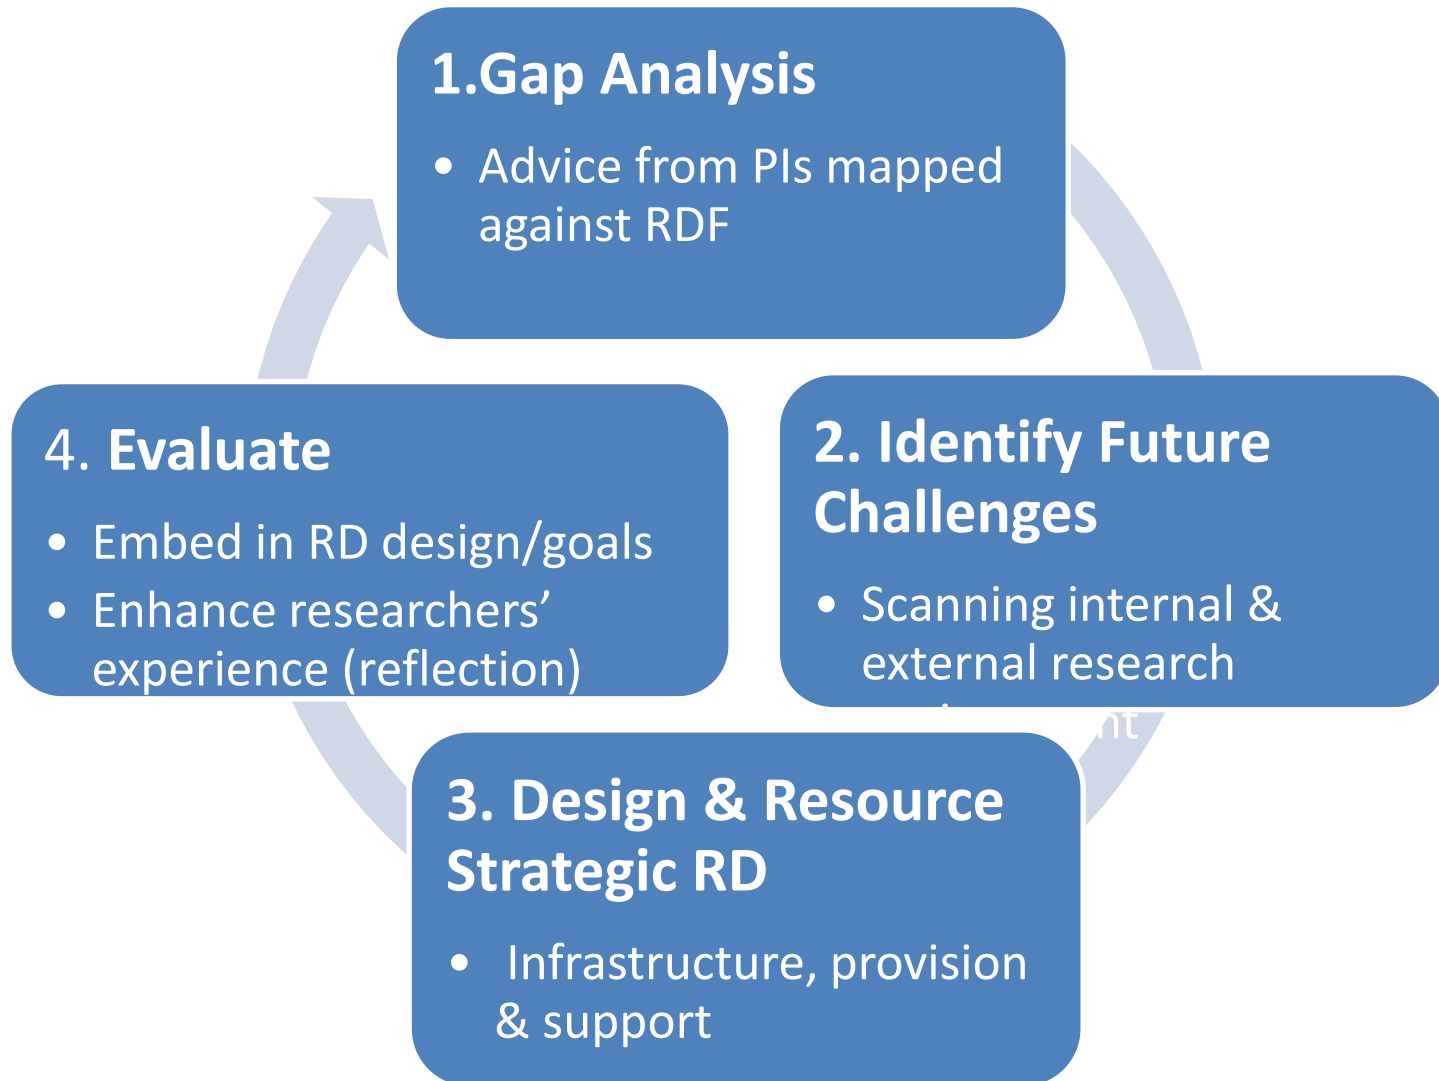 1.Gap Analysis
• Advice from PIs mapped
against RDF
2. Identify Future
Challenges
• Scanning internal &
external research
3. Design & Resource
Strategic RD
• Infrastructure, provision
& support
4. Evaluate
• Embed in RD design/goals
• Enhance researchers’
experience (reflection)